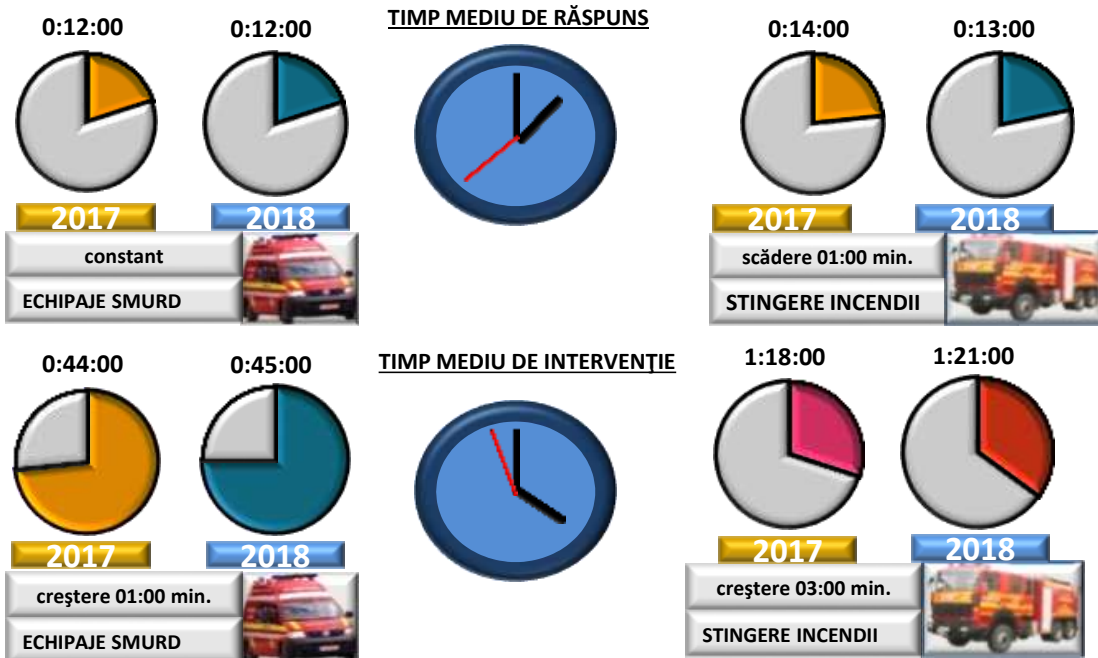 TIMP MEDIU DE RĂSPUNS
0:12:00
0:12:00
2017
2018
constant
ECHIPAJE SMURD
0:14:00
0:13:00
2017
2018
scădere 01:00 min.
STINGERE INCENDII
TIMP MEDIU DE INTERVENȚIE
0:44:00
0:45:00
2017
2018
creştere 01:00 min.
ECHIPAJE SMURD
1:18:00
1:21:00
2017
2018
creştere 03:00 min.
STINGERE INCENDII